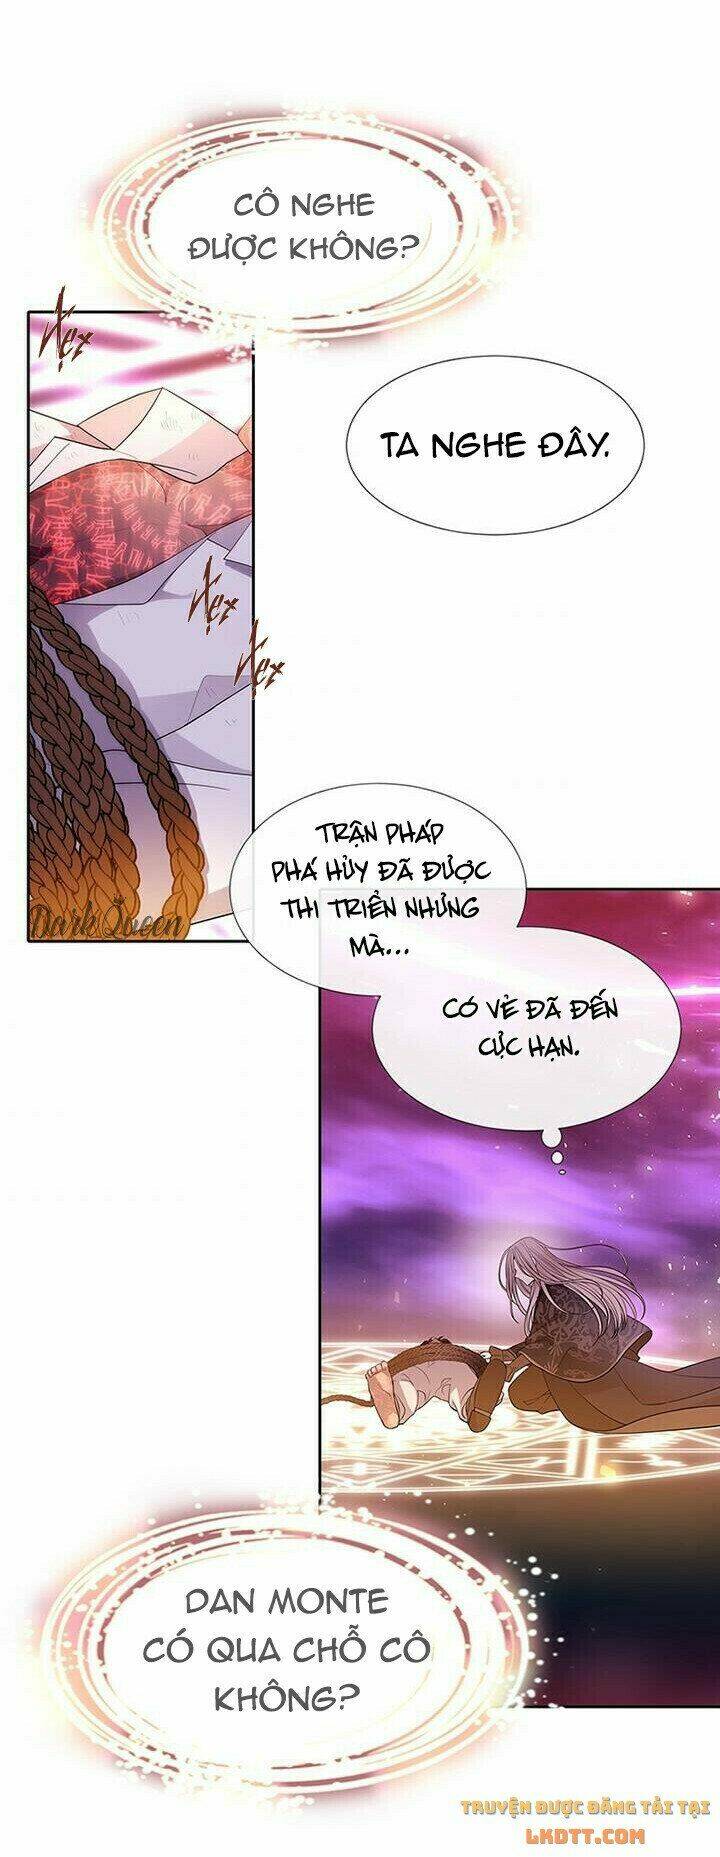 CÔ NGHE
ĐƯỢC KHÔNG?
TA NGHE ĐÂY.
TRẬN PHÁP
PHÁ HỦY ĐÃ ĐƯỢC
THI TRIỂN NHƯNG
MÀ...
DarkQueen
CÓ VẺ ĐÃ ĐẾN
CỰC HẠN.
DAN MONTE
CÓ QUA CHỖ CÔ
KHÔNG?
TRUYỆN ĐƯỢC ĐĂNG TẢI TẠI
LKDTT.COM